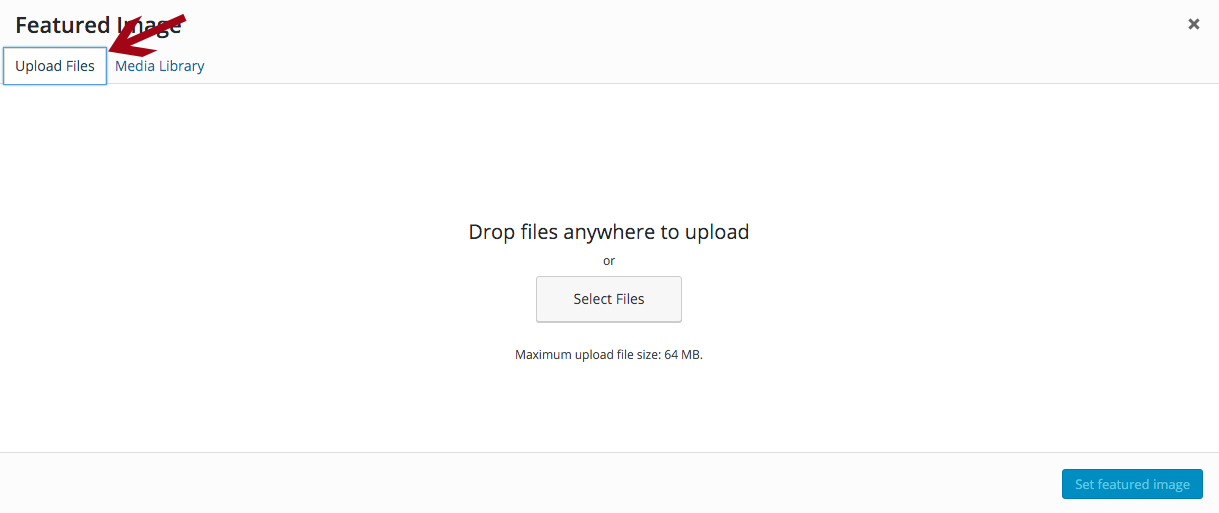 Featured Image
Upload Files Media Library
Drop files anywhere to upload
or
Select Files
Maximum upload file size: 64 MB.
Set featured image